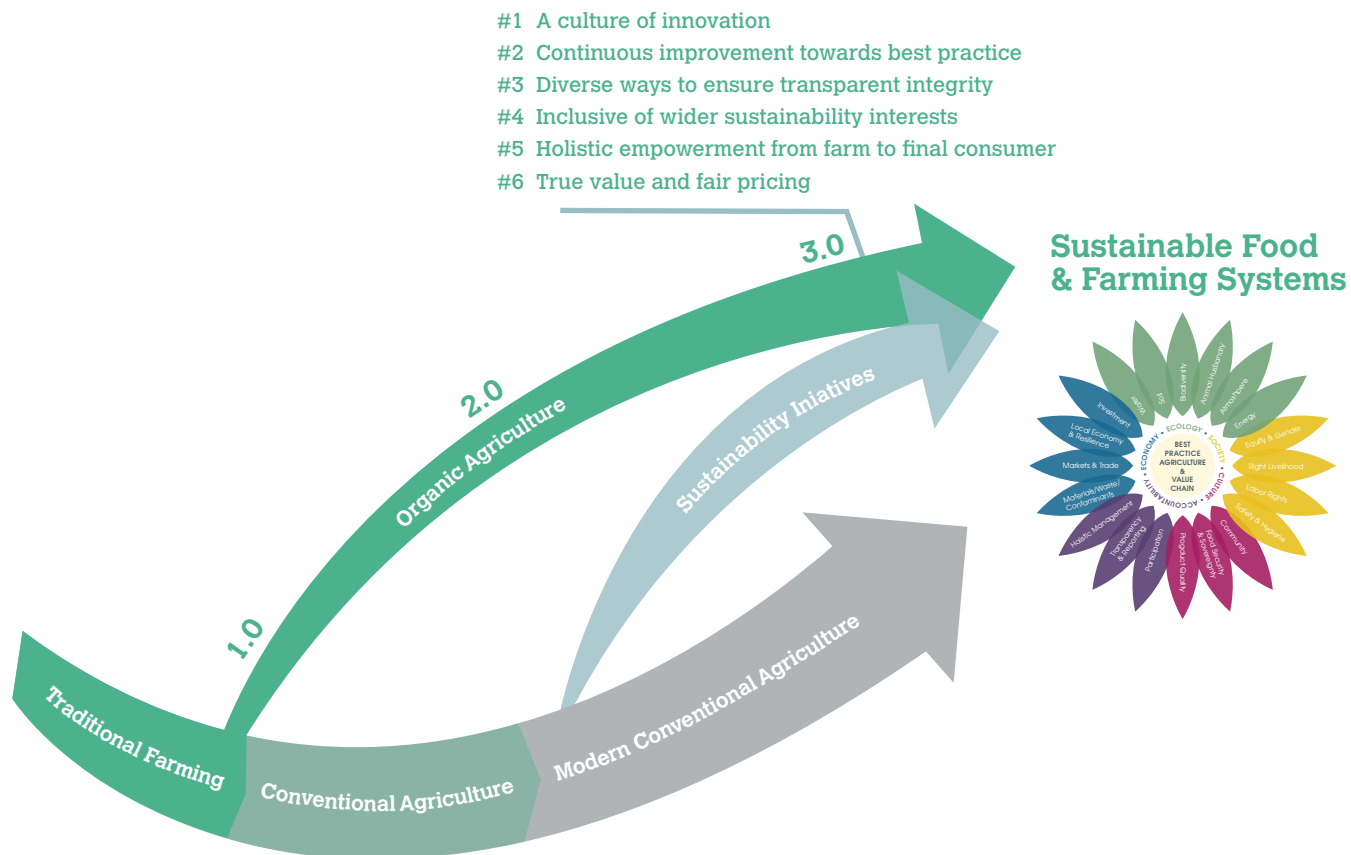 #1 A culture of innovation
#2 Continuous improvement towards best practice
#3 Diverse ways to ensure transparent integrity
#4 Inclusive of wider sustainability interests
#5 Holistic empowerment from farm to final consumer
#6 True value and fair pricing
3.0
2.0
1.0
Organic Agriculture
Sustainability Iniatives
Traditional Farming
Conventional Agriculture
Modern Conventional Agriculture
Sustainable Food
& Farming Systems
Water
Soil
Biodiversity
Animal Husbandry
Atmoshpere
Energy
Equity & Gender
Right Livelihood
Labor Rights
Safety & Hygiene
Community
Food Security
& Sovereignty
Progduct Quality
Participation
Transparency
& Reporting
Holistic Management
Materials/Waste/
Contaminants
Markets & Trade
Local Economy
& Resilience
Investment
ECOLOGY • SOCIETY • CULTURE • ACCOUNTABILITY • ECONOMY •
BEST
PRACTICE
AGRICULTURE
&
VALUE
CHAIN